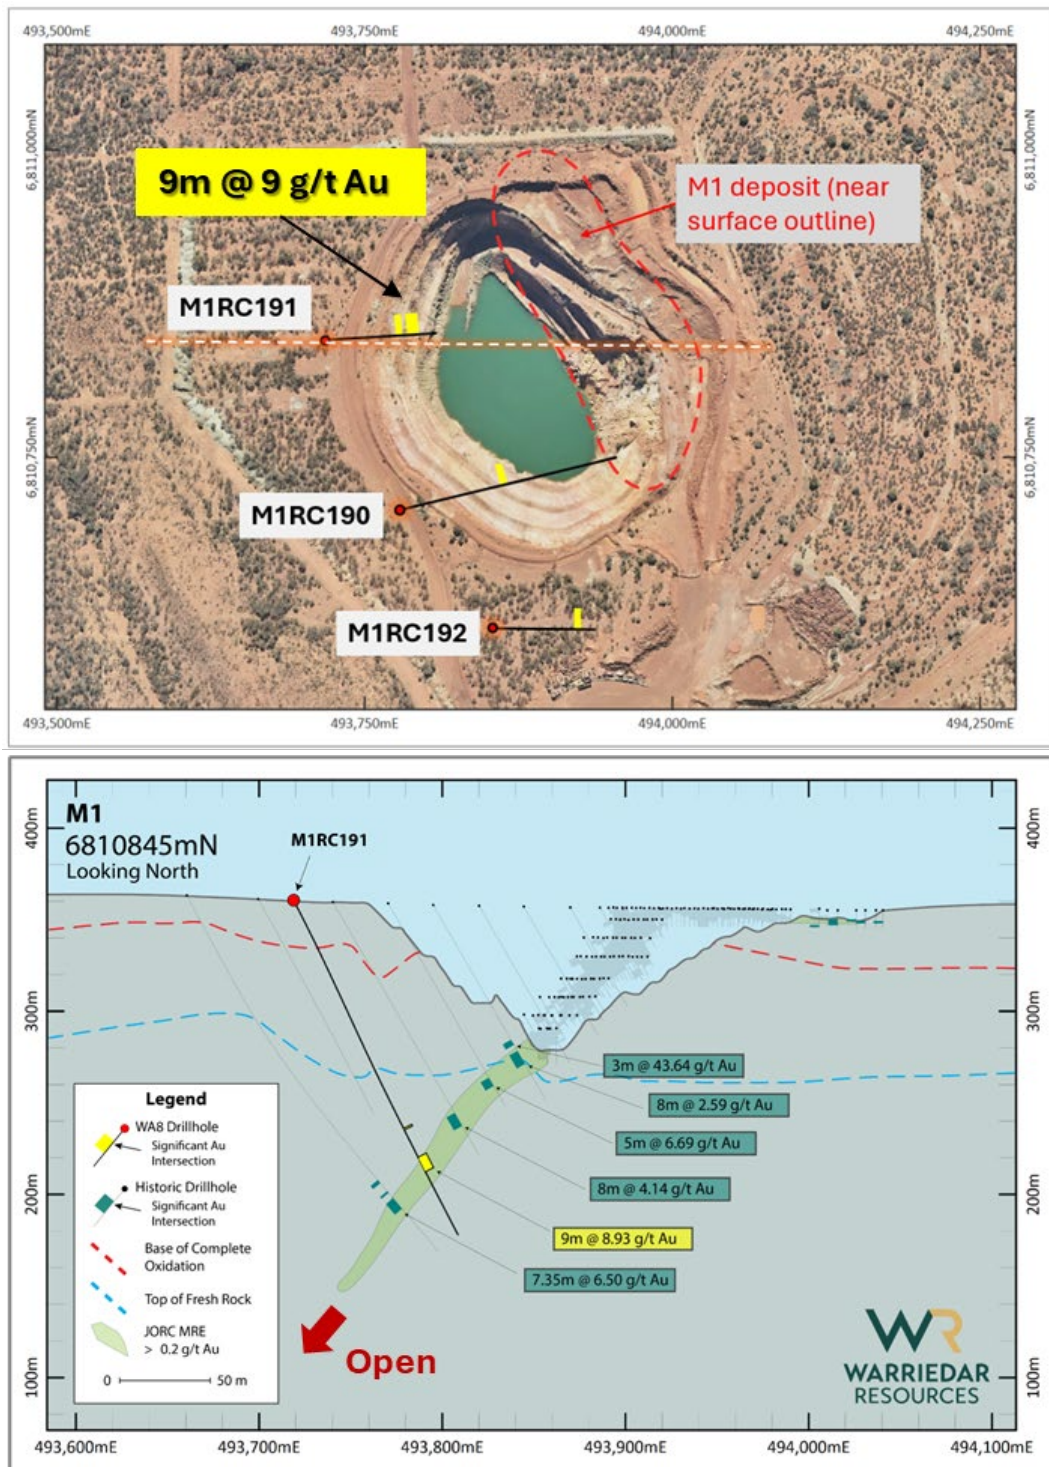 493,500mE
493,750mE
494,000mE
494,250mE
6,811,000mN
6,811,000mN
9m @ 9 g/t Au
M1 deposit (near
surface outline)
M1RC191
6,810,750mN
6,810,750mN
M1RC190
M1RC192
493,500mE
493,750mE
494,000mE
494,250mE
M1
6810845mN
Looking North
M1RC191
400m
400m
300m
300m
3m @ 43.64 g/t Au
8m @ 2.59 g/t Au
5m @ 6.69 g/t Au
8m @ 4.14 g/t Au
200m
200m
9m @ 8.93 g/t Au
7.35m @ 6.50 g/t Au
Legend
WA8 Drillhole
Significant Au
Intersection
Historic Drillhole
Significant Au
Intersection
Base of Complete
Oxidation
Top of Fresh Rock
JORC MRE
> 0.2 g/t Au
0
50 m
Open
WR
WARRIEDAR
RESOURCES
100m
100m
493,600mE
493,700mE
493,800mE
493,900mE
494,000mE
494,100mE